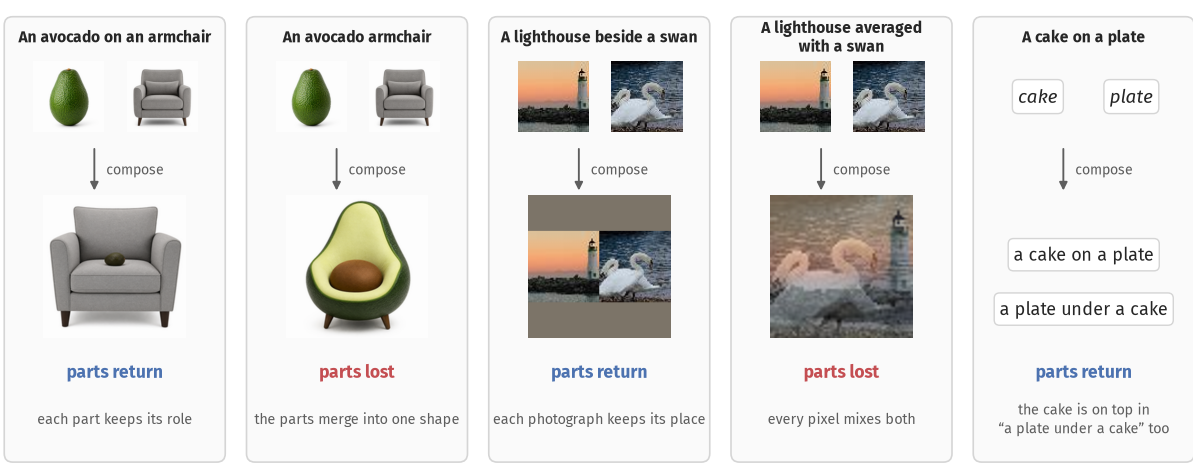 An avocado on an armchair
compose
parts return
each part keeps its role
An avocado armchair
compose
parts lost
the parts merge into one shape
A lighthouse beside a swan
compose
parts return
each photograph keeps its place
A lighthouse averaged
with a swan
compose
parts lost
every pixel mixes both
A cake on a plate
cake
plate
compose
a cake on a plate
a plate under a cake
parts return
the cake is on top in
“a plate under a cake” too